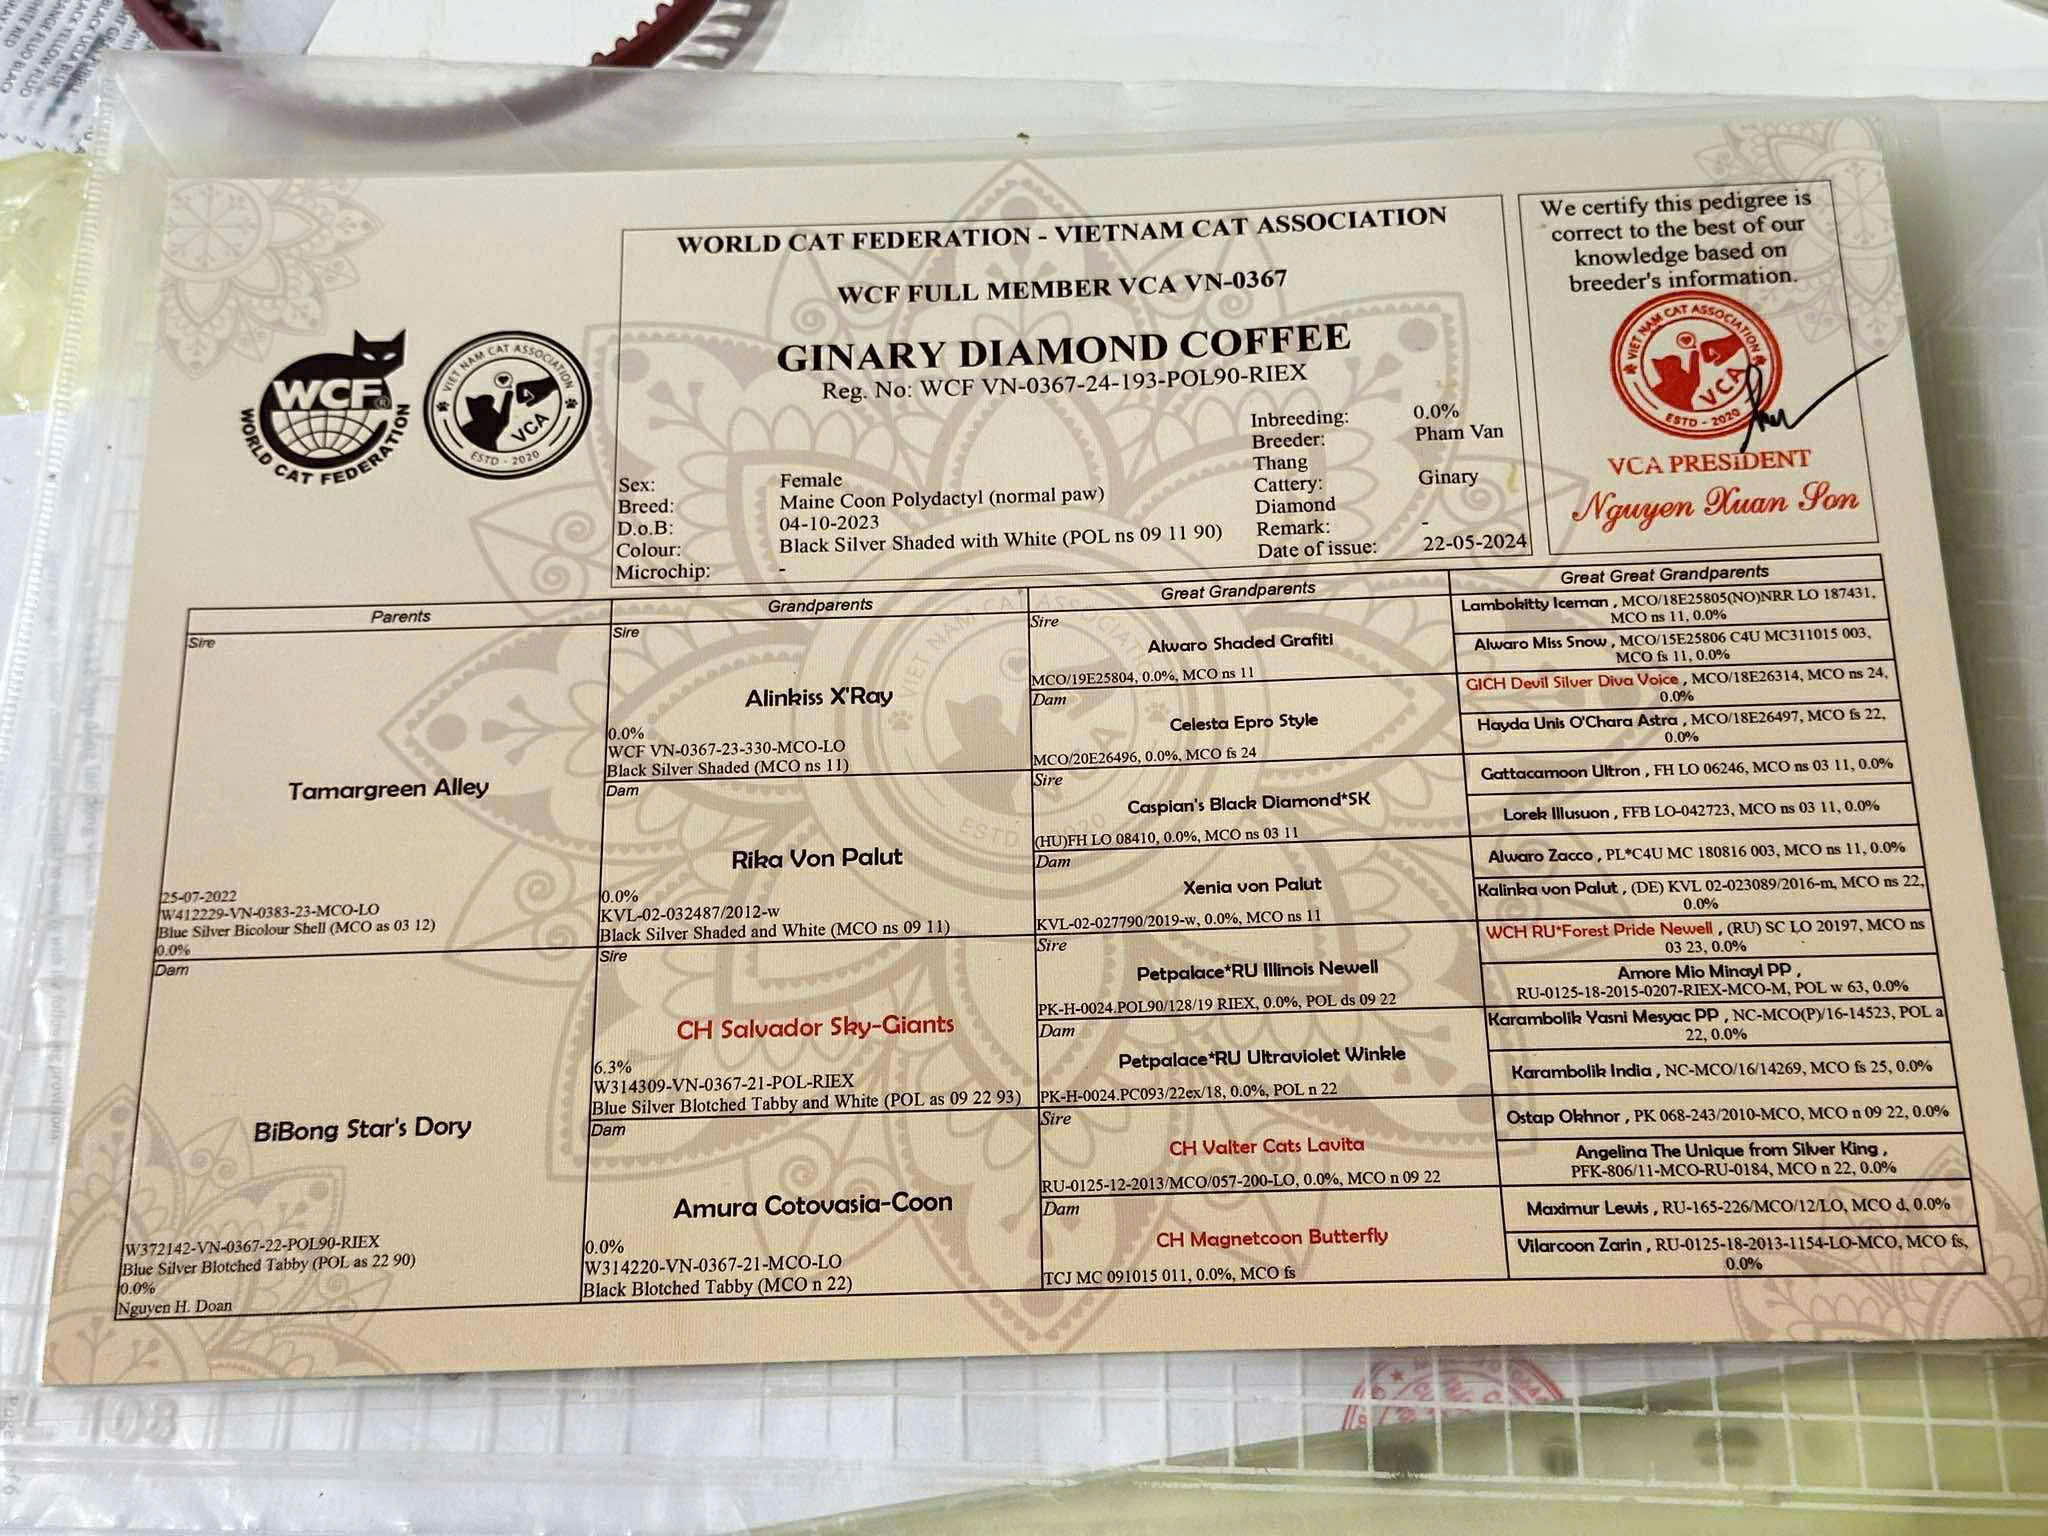 WORLD CAT FEDERATION - VIETNAM CAT ASSOCIATION
WCF FULL MEMBER VCA VN-0367
GINARY DIAMOND COFFEE
Reg. No: WCF VN-0367-24-193-POL90-RIEX
WCF®
WORLD CAT FEDERATION
VIET NAM CAT ASSOCIATION
VCA
ESTD - 2020
Sex: Female
Breed: Maine Coon Polydactyl (normal paw)
D.o.B: 04-10-2023
Colour: Black Silver Shaded with White (POL ns 09 11 90)
Microchip: -
Inbreeding: 0.0%
Breeder: Pham Van
Thang
Cattery: Ginary
Diamond
Remark: -
Date of issue: 22-05-2024
We certify this pedigree is
correct to the best of our
knowledge based on
breeder's information.
VIET NAM CAT ASSOCIATION
VCA
ESTD - 2020
VCA PRESiDENT
Nguyen Xuan Son
Parents
Sire
Tamargreen Alley
25-07-2022
W412229-VN-0383-23-MCO-LO
Blue Silver Bicolour Shell (MCO as 03 12)
0.0%
Dam
BiBong Star's Dory
W372142-VN-0367-22-POL90-RIEX
Blue Silver Blotched Tabby (POL as 22 90)
0.0%
Nguyen H. Doan
Grandparents
Sire
Alinkiss X'Ray
0.0%
WCF VN-0367-23-330-MCO-LO
Black Silver Shaded (MCO ns 11)
Dam
Rika Von Palut
0.0%
KVL-02-032487/2012-w
Black Silver Shaded and White (MCO ns 09 11)
Sire
CH Salvador Sky-Giants
6.3%
W314309-VN-0367-21-POL-RIEX
Blue Silver Blotched Tabby and White (POL as 09 22 93)
Dam
Amura Cotovasia-Coon
0.0%
W314220-VN-0367-21-MCO-LO
Black Blotched Tabby (MCO n 22)
Great Grandparents
Sire
Alwaro Shaded Grafiti
MCO/19E25804, 0.0%, MCO ns 11
Dam
Celesta Epro Style
MCO/20E26496, 0.0%, MCO fs 24
Sire
Caspian's Black Diamond*SK
(HU)FH LO 08410, 0.0%, MCO ns 03 11
Dam
Xenia von Palut
KVL-02-027790/2019-w, 0.0%, MCO ns 11
Sire
Petpalace*RU Illinois Newell
PK-H-0024.POL90/128/19 RIEX, 0.0%, POL ds 09 22
Dam
Petpalace*RU Ultraviolet Winkle
PK-H-0024.PC093/22ex/18, 0.0%, POL n 22
Sire
CH Valter Cats Lavita
RU-0125-12-2013/MCO/057-200-LO, 0.0%, MCO n 09 22
Dam
CH Magnetcoon Butterfly
TCJ MC 091015 011, 0.0%, MCO fs
Great Great Grandparents
Lambokitty Iceman , MCO/18E25805(NO)NRR LO 187431,
MCO ns 11, 0.0%
Alwaro Miss Snow , MCO/15E25806 C4U MC311015 003,
MCO fs 11, 0.0%
GICH Devil Silver Diva Voice , MCO/18E26314, MCO ns 24,
0.0%
Hayda Unis O'Chara Astra , MCO/18E26497, MCO fs 22,
0.0%
Gattacamoon Ultron , FH LO 06246, MCO ns 03 11, 0.0%
Lorek Illusuon , FFB LO-042723, MCO ns 03 11, 0.0%
Alwaro Zacco , PL*C4U MC 180816 003, MCO ns 11, 0.0%
Kalinka von Palut , (DE) KVL 02-023089/2016-m, MCO ns 22,
0.0%
WCH RU*Forest Pride Newell , (RU) SC LO 20197, MCO ns
03 23, 0.0%
Amore Mio Minayl PP ,
RU-0125-18-2015-0207-RIEX-MCO-M, POL w 63, 0.0%
Karambolik Yasni Mesyac PP , NC-MCO(P)/16-14523, POL a
22, 0.0%
Karambolik India , NC-MCO/16/14269, MCO fs 25, 0.0%
Ostap Okhnor , PK 068-243/2010-MCO, MCO n 09 22, 0.0%
Angelina The Unique from Silver King ,
PFK-806/11-MCO-RU-0184, MCO n 22, 0.0%
Maximur Lewis , RU-165-226/MCO/12/LO, MCO d, 0.0%
Vilarcoon Zarin , RU-0125-18-2013-1154-LO-MCO, MCO fs,
0.0%